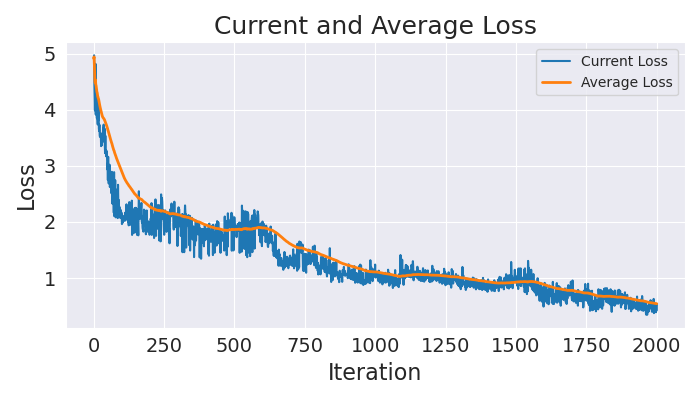 Current and Average Loss
Current Loss
Average Loss
Loss
5
4
3
2
1
0 250 500 750 1000 1250 1500 1750 2000
Iteration